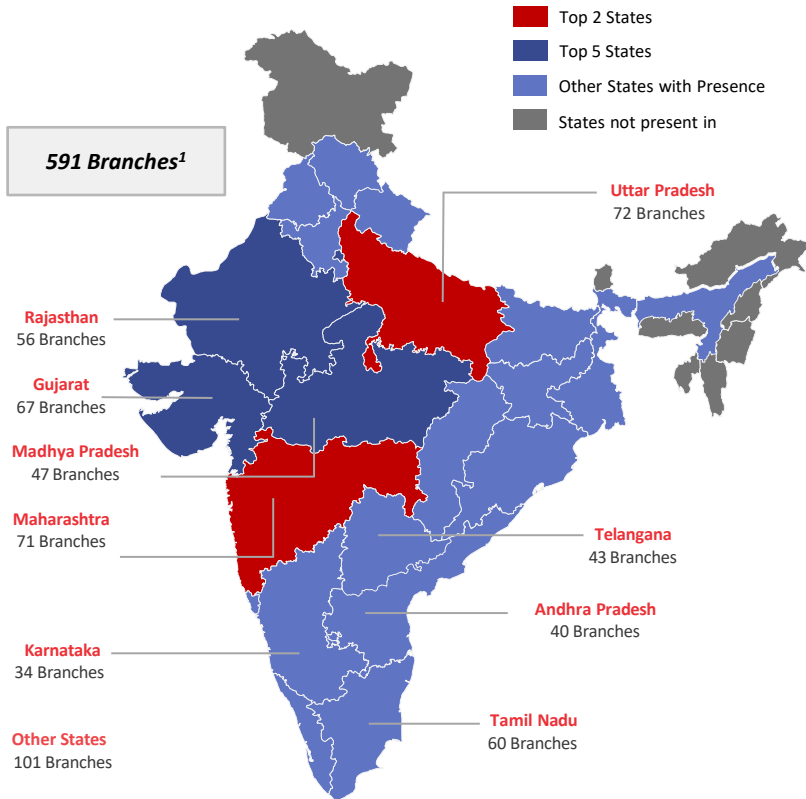 Top 2 States
Top 5 States
Other States with Presence
States not present in
591 Branches¹
Uttar Pradesh
72 Branches
Rajasthan
56 Branches
Gujarat
67 Branches
Madhya Pradesh
47 Branches
Maharashtra
71 Branches
Telangana
43 Branches
Andhra Pradesh
40 Branches
Karnataka
34 Branches
Tamil Nadu
60 Branches
Other States
101 Branches